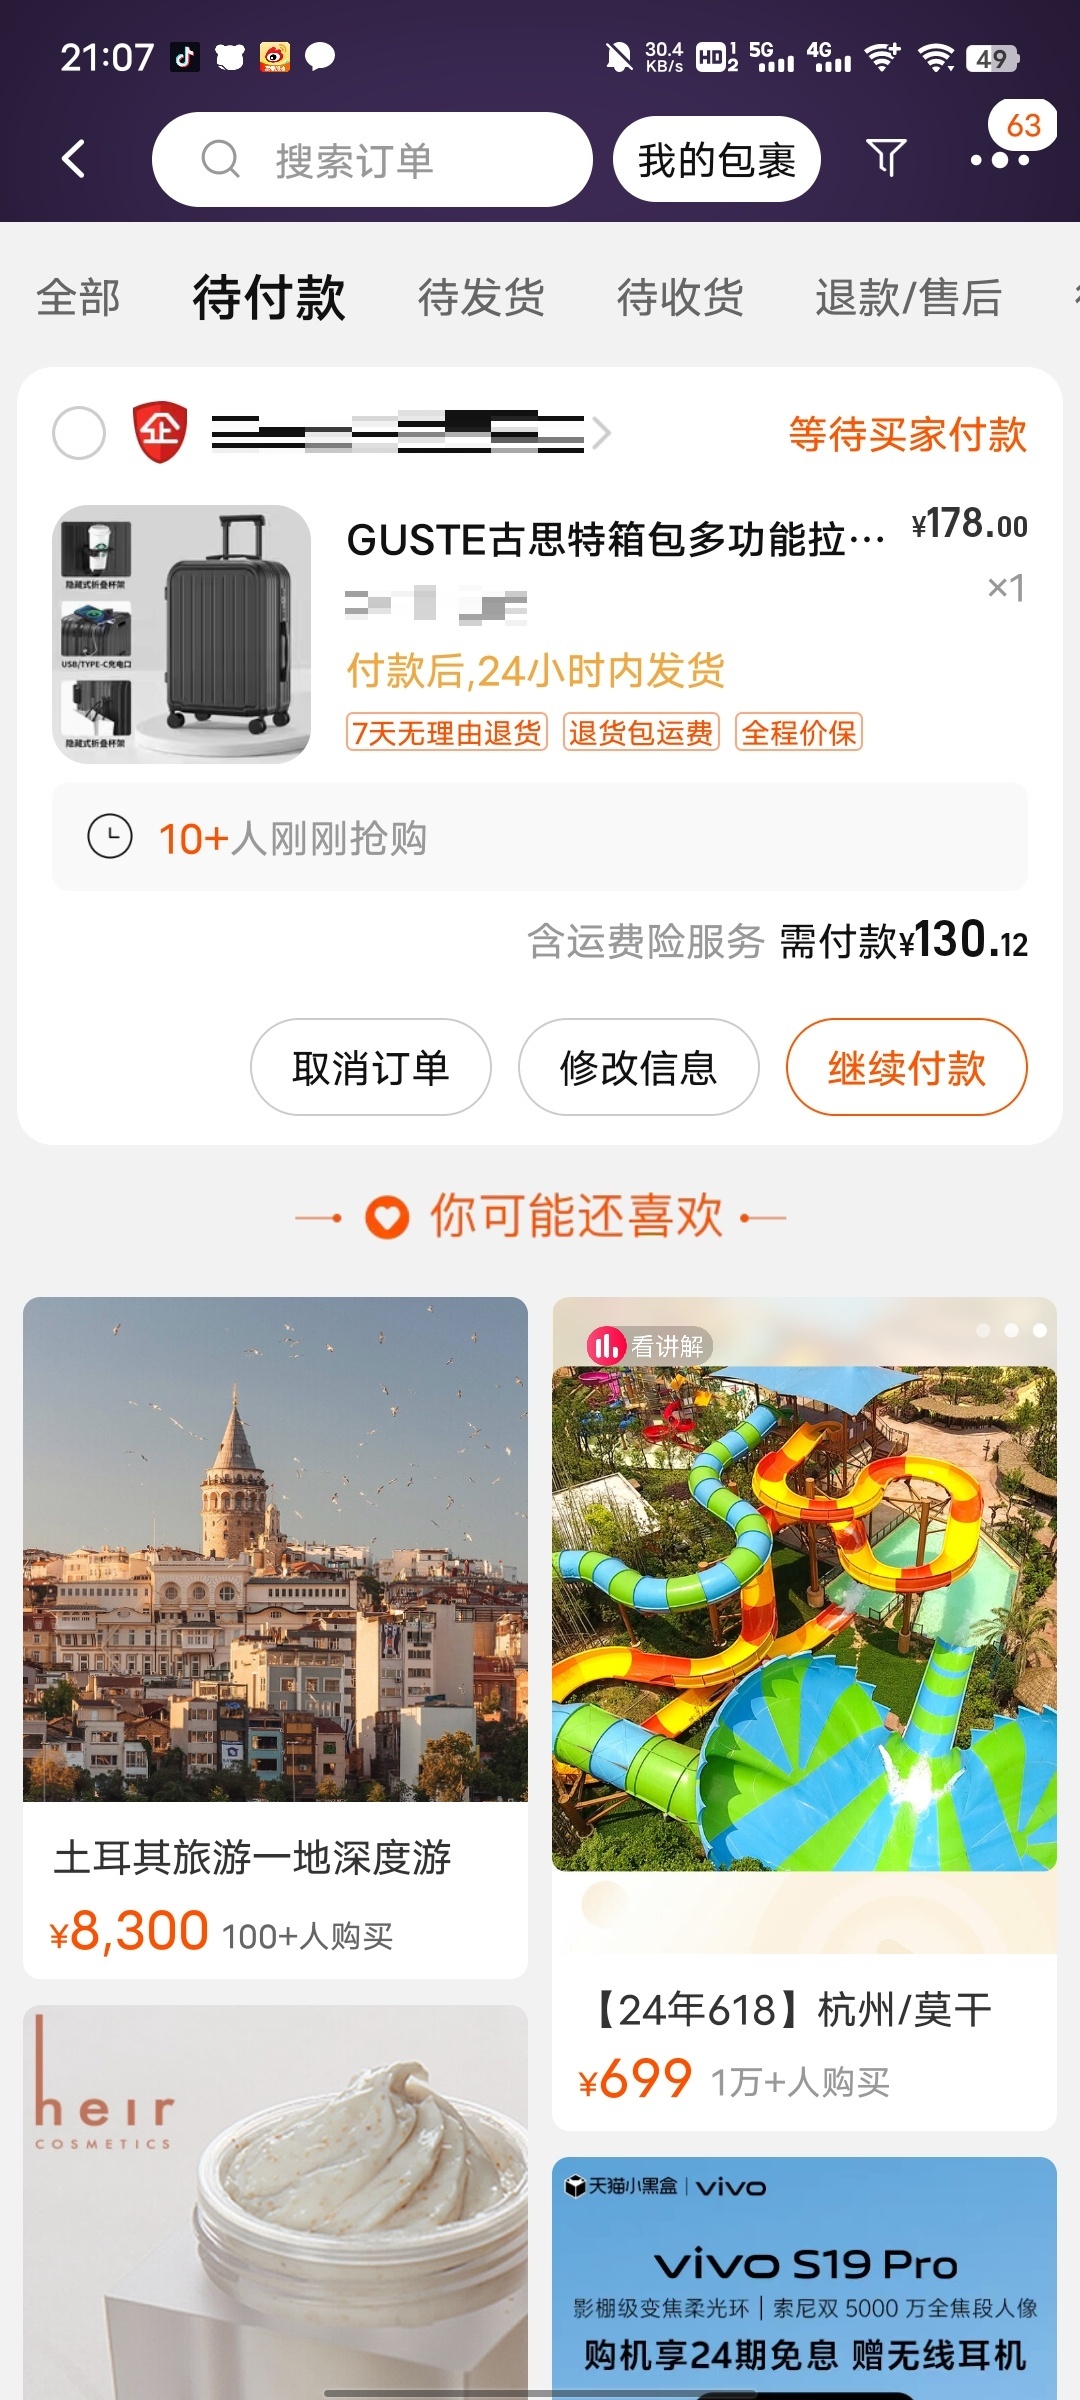 21:07
30.4 KB/s HD 1 2 5G 4G 49
搜索订单 我的包裹 63
全部 待付款 待发货 待收货 退款/售后
企 等待买家付款
GUSTE古思特箱包多功能拉… ¥178.00
×1
隐藏式折叠杯架
USB/TYPE-C充电口
隐藏式折叠杯架
付款后,24小时内发货
7天无理由退货 退货包运费 全程价保
10+人刚刚抢购
含运费险服务 需付款¥130.12
取消订单 修改信息 继续付款
你可能还喜欢
土耳其旅游一地深度游
¥8,300 100+人购买
看讲解
【24年618】杭州/莫干
¥699 1万+人购买
heir
COSMETICS
天猫小黑盒 | vivo
vivo S19 Pro
影棚级变焦柔光环 | 索尼双 5000 万全焦段人像
购机享24期免息 赠无线耳机